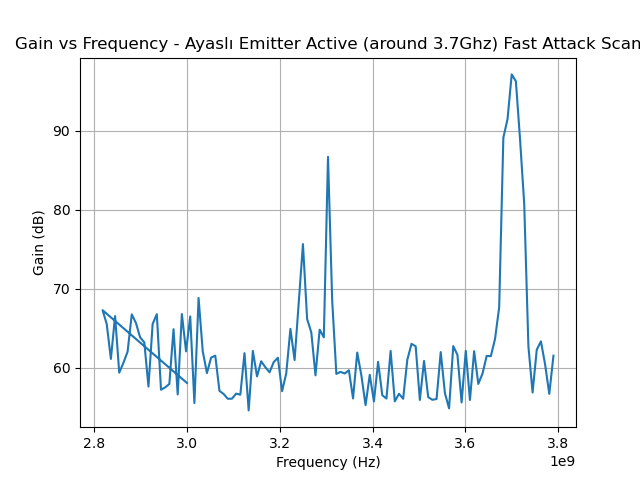 Gain vs Frequency - Ayaslı Emitter Active (around 3.7Ghz) Fast Attack Scan
90
80
70
60
Gain (dB)
2.8
3.0
3.2
3.4
3.6
3.8
1e9
Frequency (Hz)